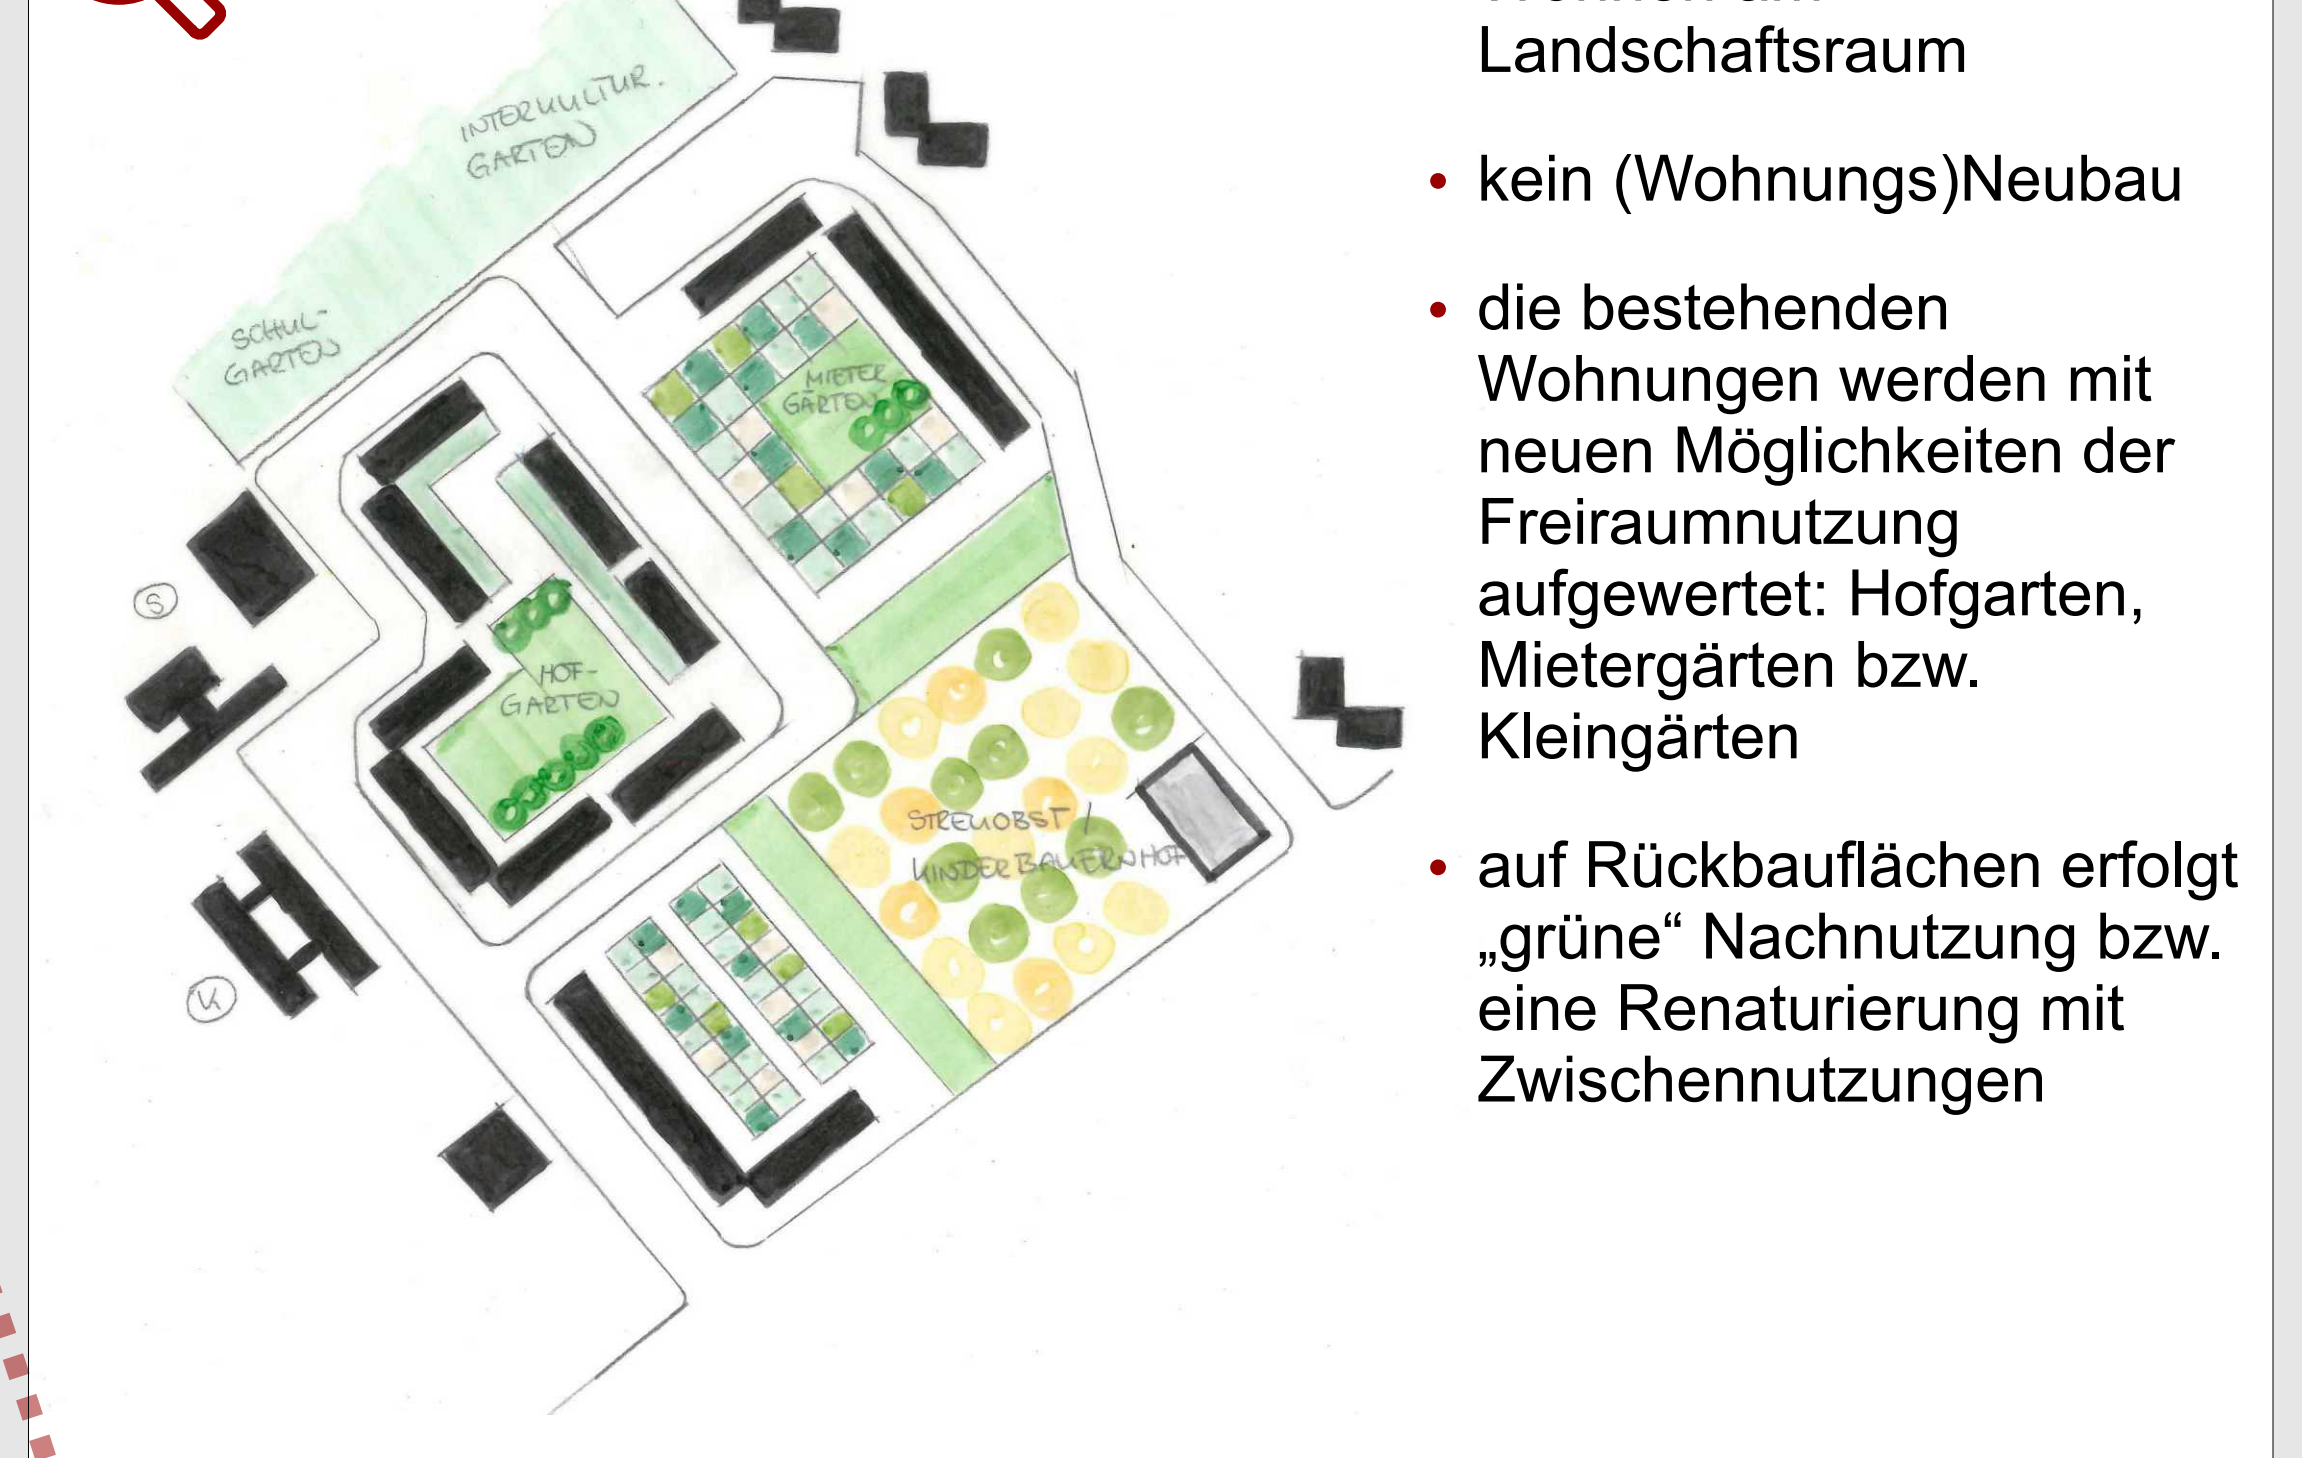 Landschaftsraum
• kein (Wohnungs)Neubau
• die bestehenden
Wohnungen werden mit
neuen Möglichkeiten der
Freiraumnutzung
aufgewertet: Hofgarten,
Mietergärten bzw.
Kleingärten
• auf Rückbauflächen erfolgt
„grüne“ Nachnutzung bzw.
eine Renaturierung mit
Zwischennutzungen
INTERKULTUR.
GARTEN
SCHUL-
GARTEN
MIETER
GÄRTEN
S
HOF-
GARTEN
STREUOBST /
KINDERBAUERNHOF
K